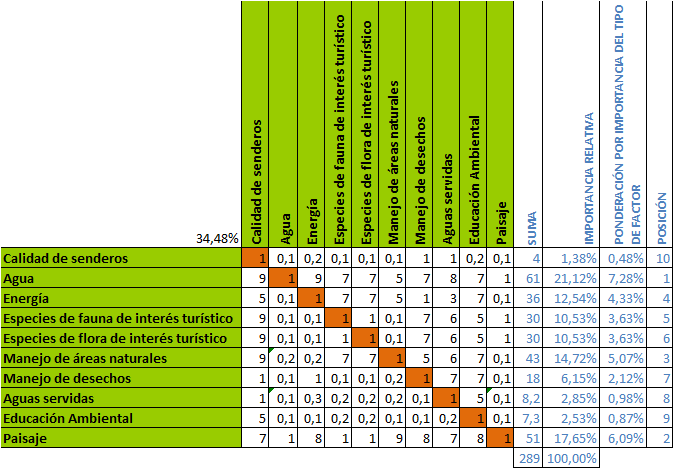 34,48% Calidad de senderos Agua Energía Especies de fauna de interés turístico Especies de flora de interés turístico Manejo de áreas naturales Manejo de desechos Aguas servidas Educación Ambiental Paisaje SUMA IMPORTANCIA RELATIVA PONDERACIÓN POR IMPORTANCIA DEL TIPO DE FACTOR POSICIÓN
Calidad de senderos 1 0,1 0,2 0,1 0,1 0,1 1 1 0,2 0,1 4 1,38% 0,48% 10
Agua 9 1 9 7 7 5 7 8 7 1 61 21,12% 7,28% 1
Energía 5 0,1 1 7 7 5 1 3 7 0,1 36 12,54% 4,33% 4
Especies de fauna de interés turístico 9 0,1 0,1 1 1 0,1 7 6 5 1 30 10,53% 3,63% 5
Especies de flora de interés turístico 9 0,1 0,1 1 1 0,1 7 6 5 1 30 10,53% 3,63% 6
Manejo de áreas naturales 9 0,2 0,2 7 7 1 5 6 7 0,1 43 14,72% 5,07% 3
Manejo de desechos 1 0,1 1 0,1 0,1 0,2 1 7 7 0,1 18 6,15% 2,12% 7
Aguas servidas 1 0,1 0,3 0,2 0,2 0,2 0,1 1 5 0,1 8,2 2,85% 0,98% 8
Educación Ambiental 5 0,1 0,1 0,2 0,2 0,1 0,1 0,2 1 0,1 7,3 2,53% 0,87% 9
Paisaje 7 1 8 1 1 9 8 7 8 1 51 17,65% 6,09% 2
289 100,00%